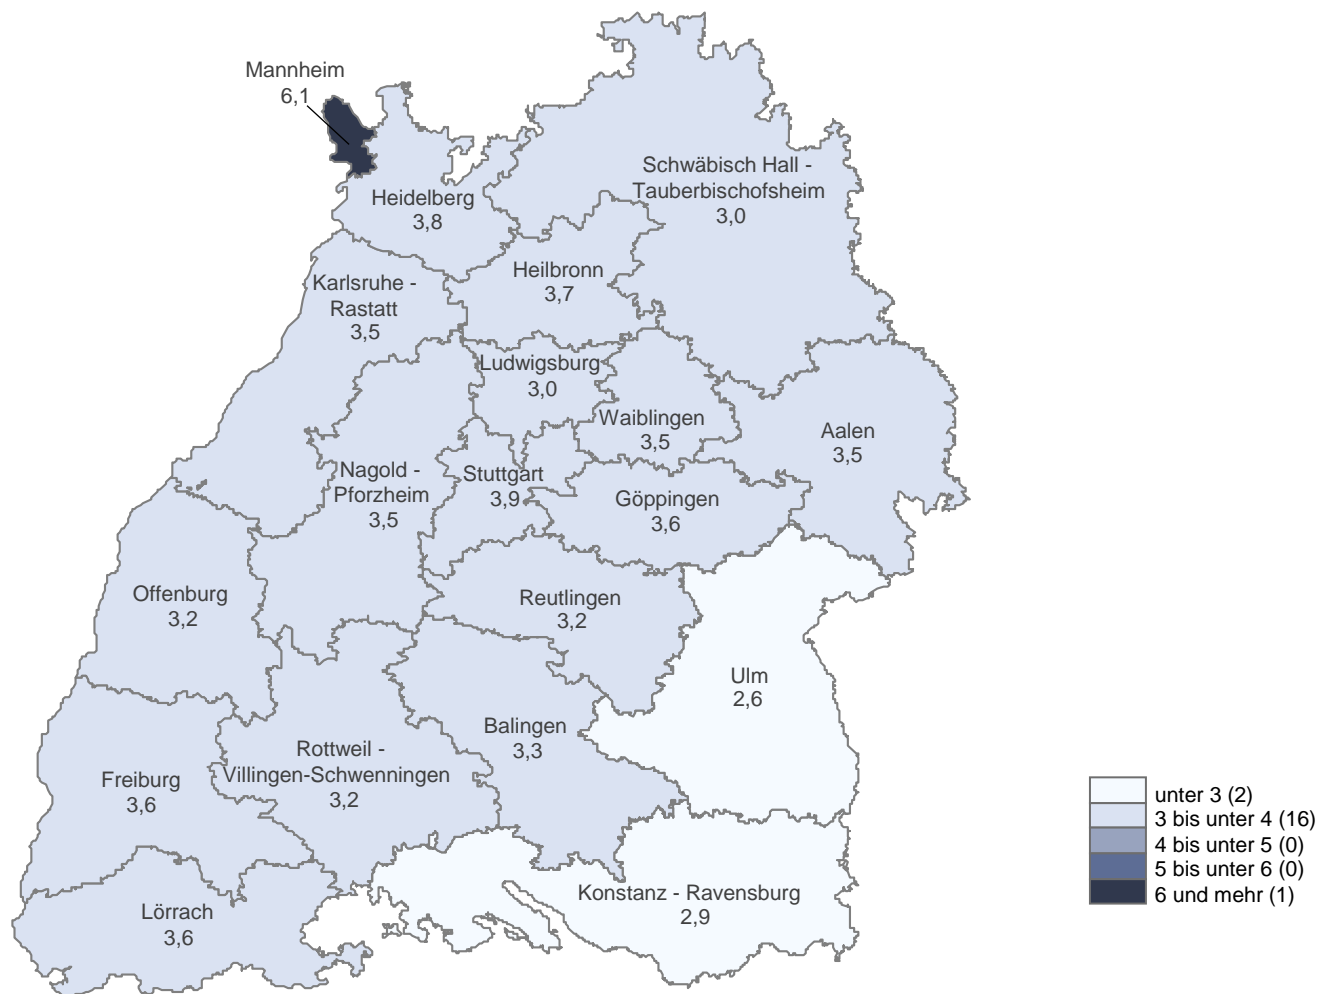 Mannheim
6,1
Schwäbisch Hall -
Tauberbischofsheim
3,0
Heidelberg
3,8
Heilbronn
3,7
Karlsruhe -
Rastatt
3,5
Ludwigsburg
3,0
Waiblingen
3,5
Aalen
3,5
Nagold -
Pforzheim
3,5
Stuttgart
3,9
Göppingen
3,6
Offenburg
3,2
Reutlingen
3,2
Ulm
2,6
Balingen
3,3
Rottweil -
Villingen-Schwenningen
3,2
Freiburg
3,6
Konstanz - Ravensburg
2,9
Lörrach
3,6
unter 3 (2)
3 bis unter 4 (16)
4 bis unter 5 (0)
5 bis unter 6 (0)
6 und mehr (1)